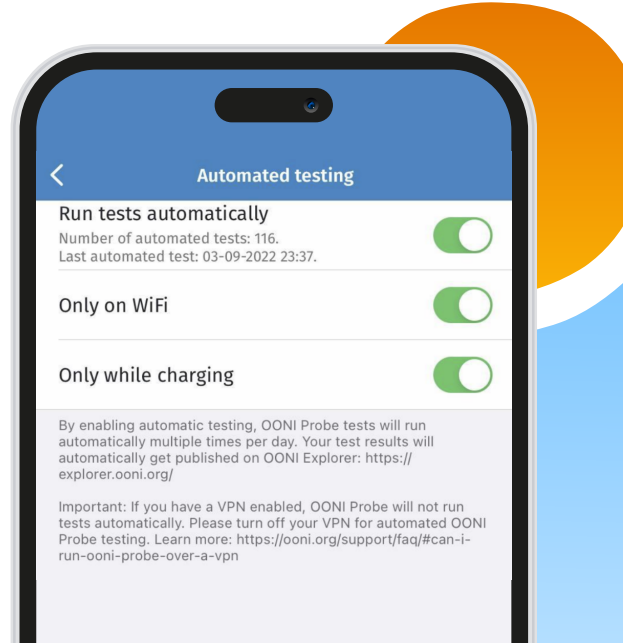 Automated testing
Run tests automatically
Number of automated tests: 116.
Last automated test: 03-09-2022 23:37.
Only on WiFi
Only while charging
By enabling automatic testing, OONI Probe tests will run
automatically multiple times per day. Your test results will
automatically get published on OONI Explorer: https://
explorer.ooni.org/
Important: If you have a VPN enabled, OONI Probe will not run
tests automatically. Please turn off your VPN for automated OONI
Probe testing. Learn more: https://ooni.org/support/faq/#can-i-
run-ooni-probe-over-a-vpn